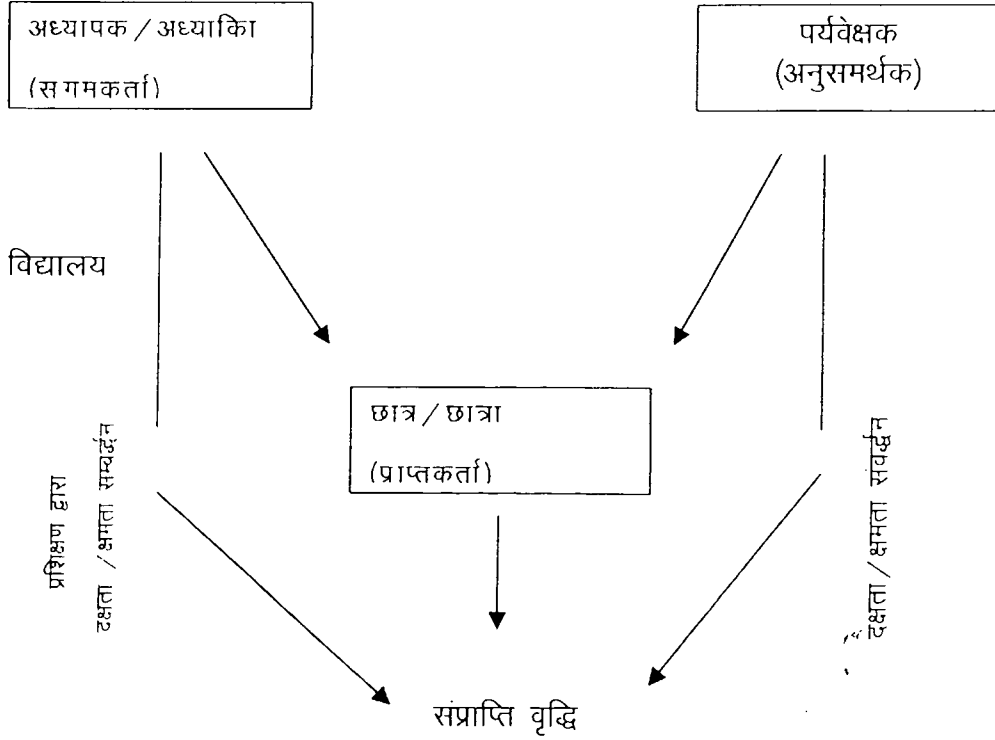 अध्यापक / अध्याकिा
(सगमकर्ता)
पर्यवेक्षक
(अनुसमर्थक)
विद्यालय
छात्र / छात्रा
(प्राप्तकर्ता)
प्रशिक्षण द्वारा
दक्षता / क्षमता सम्वर्द्धन
दक्षता / क्षमता संवर्द्धन
संप्राप्ति वृद्धि